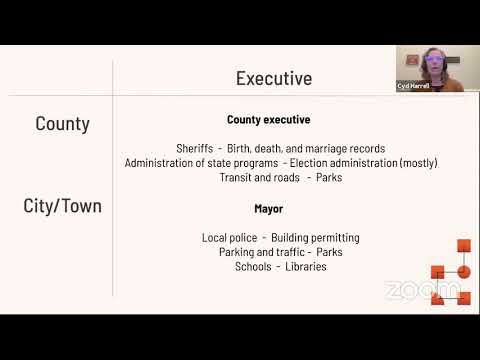 Executive
Cyd Harrell
County
County executive
Sheriffs - Birth, death, and marriage records
Administration of state programs - Election administration (mostly)
Transit and roads - Parks
City/Town
Mayor
Local police - Building permitting
Parking and traffic - Parks
Schools - Libraries
zoom